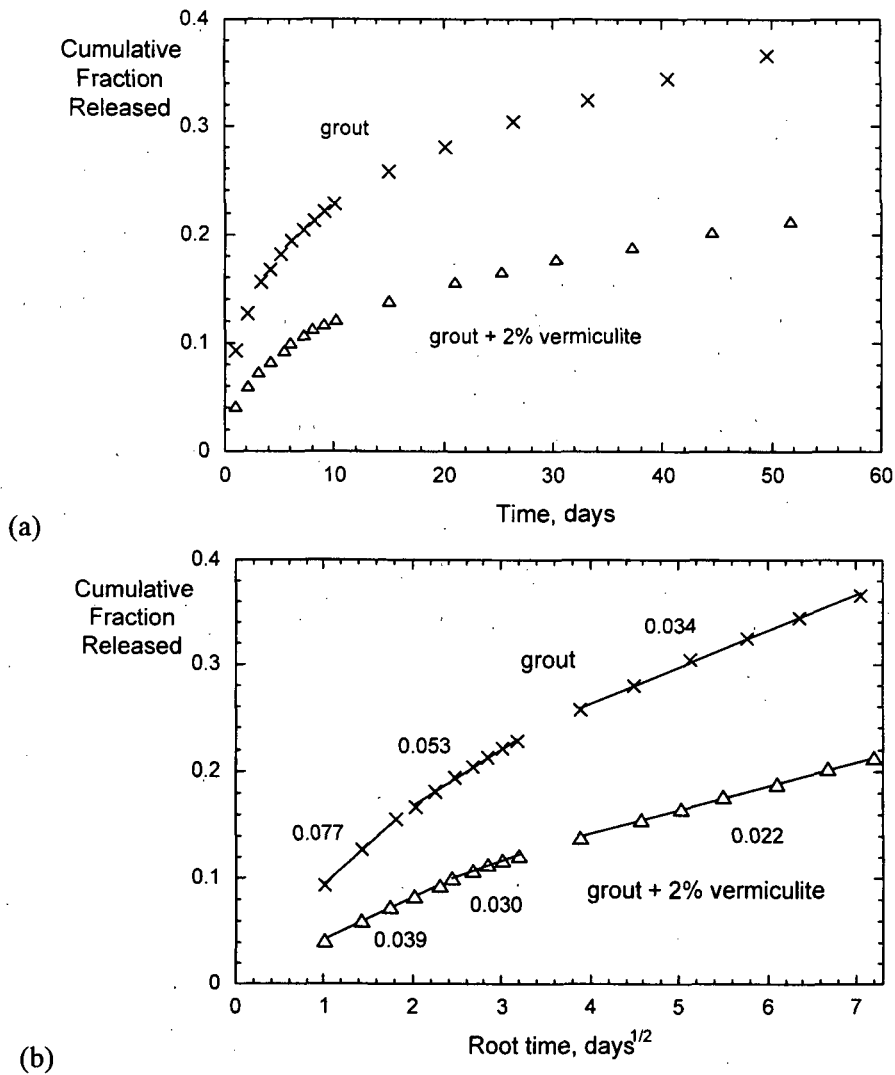 Cumulative
Fraction
Released
0.4
0.3
0.2
0.1
0
grout
grout + 2% vermiculite
0 10 20 30 40 50 60
Time, days
(a)
Cumulative
Fraction
Released
0.4
0.3
0.2
0.1
0
0.034
grout
0.053
0.077
0.022
0.030
grout + 2% vermiculite
0.039
0 1 2 3 4 5 6 7
Root time, days^1/2
(b)